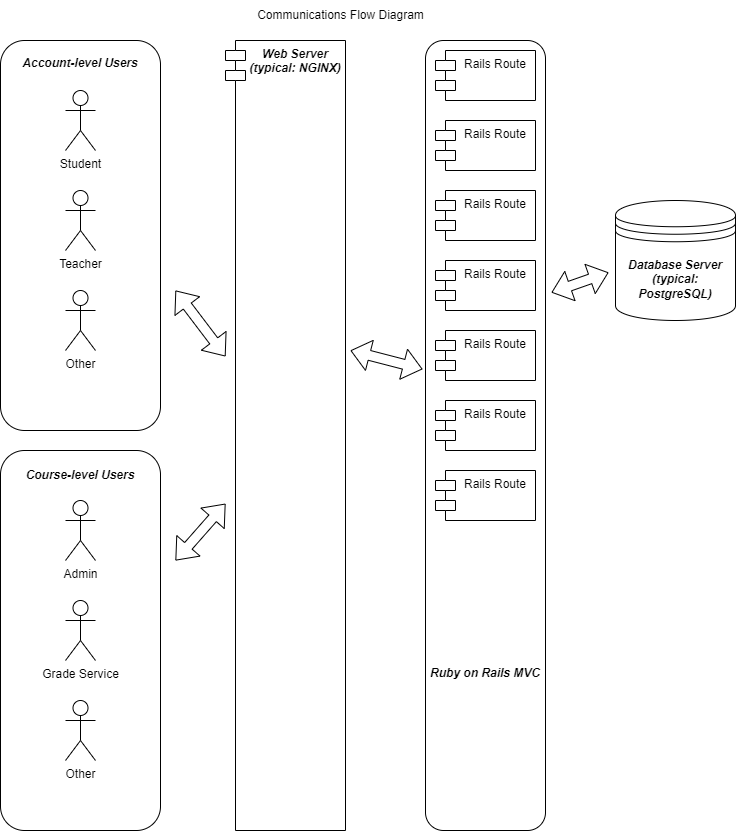 Communications Flow Diagram
Account-level Users
Student
Teacher
Other
Course-level Users
Admin
Grade Service
Other
Web Server
(typical: NGINX)
Rails Route
Rails Route
Rails Route
Rails Route
Rails Route
Rails Route
Rails Route
Ruby on Rails MVC
Database Server
(typical:
PostgreSQL)